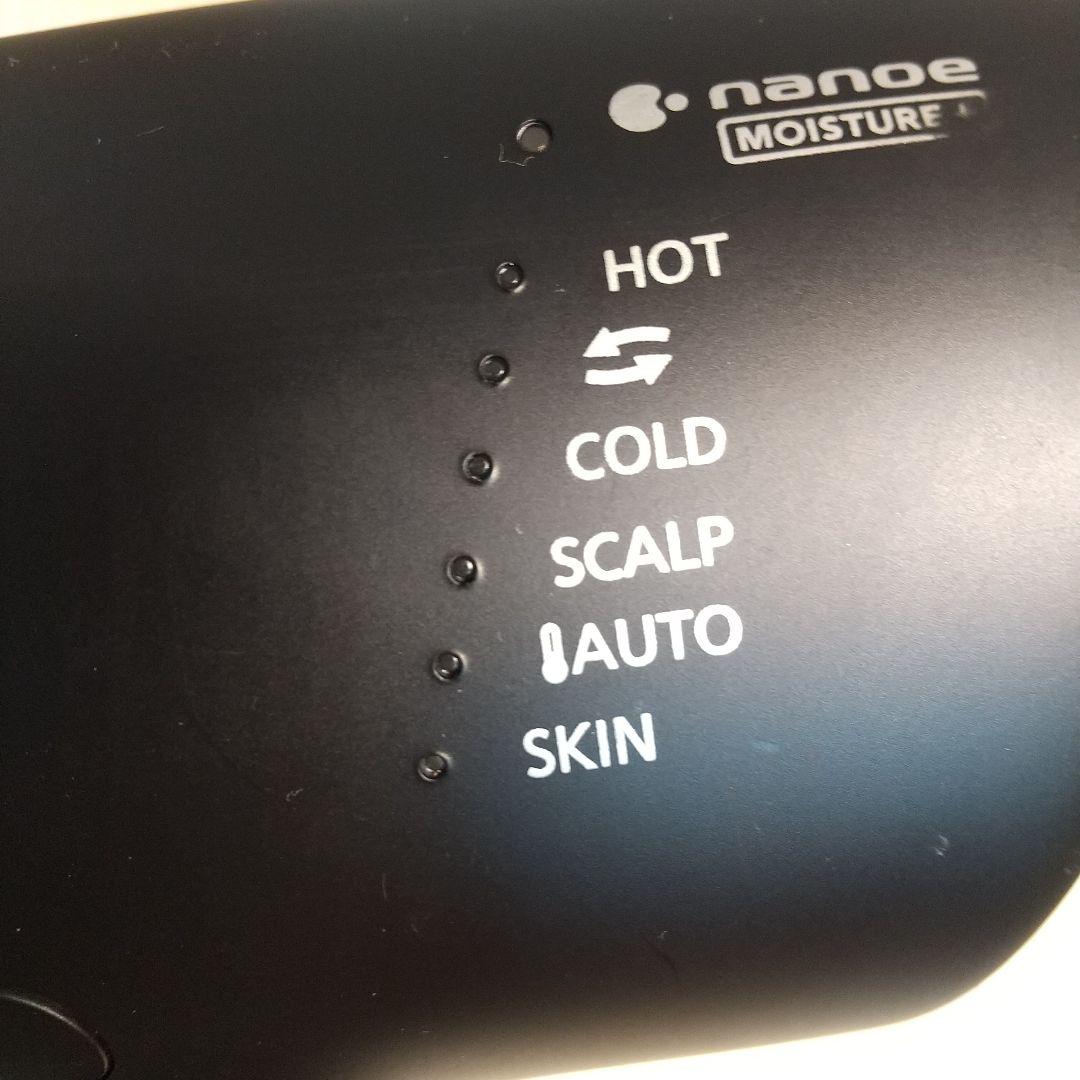 nanoe
MOISTURE+
HOT
COLD
SCALP
AUTO
SKIN